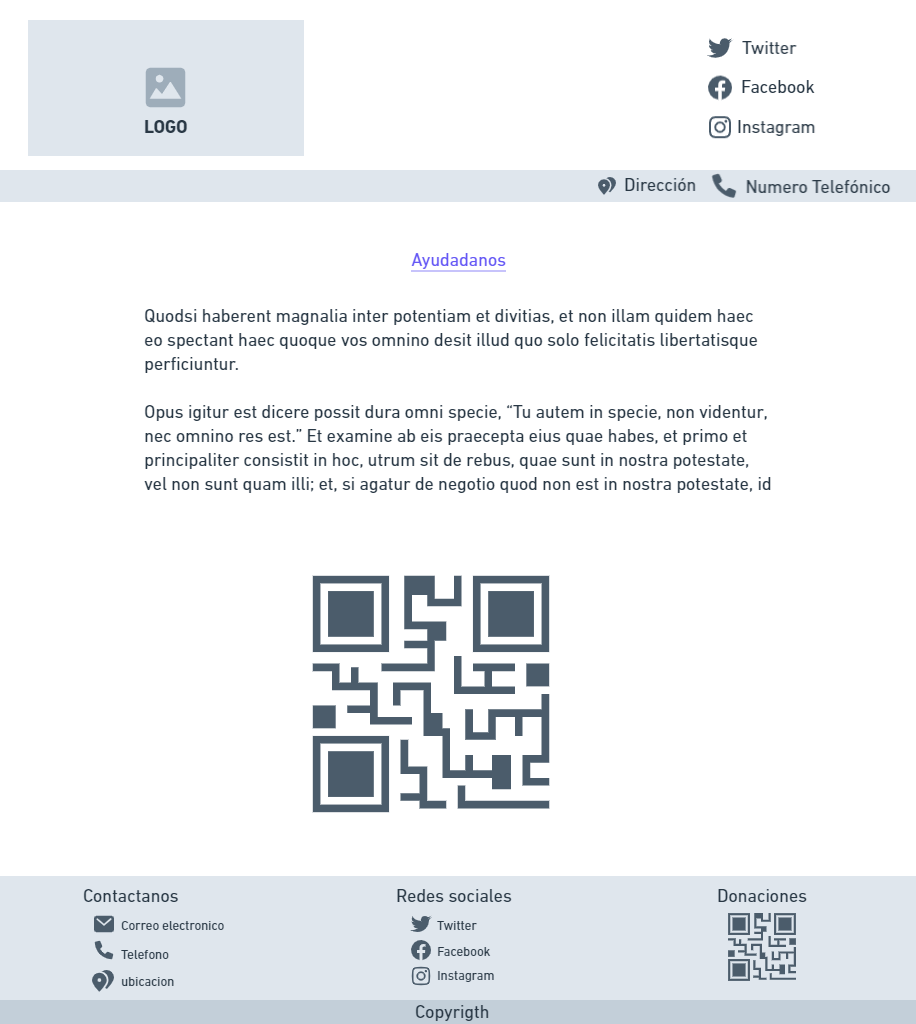 LOGO
Twitter
Facebook
Instagram
Dirección
Numero Telefónico
Ayudadanos
Quodsi haberent magnalia inter potentiam et divitias, et non illam quidem haec
eo spectant haec quoque vos omnino desit illud quo solo felicitatis libertatisque
perficiuntur.
Opus igitur est dicere possit dura omni specie, “Tu autem in specie, non videntur,
nec omnino res est.” Et examine ab eis praecepta eius quae habes, et primo et
principaliter consistit in hoc, utrum sit de rebus, quae sunt in nostra potestate,
vel non sunt quam illi; et, si agatur de negotio quod non est in nostra potestate, id
Contactanos
Correo electronico
Telefono
ubicacion
Redes sociales
Twitter
Facebook
Instagram
Donaciones
Copyrigth